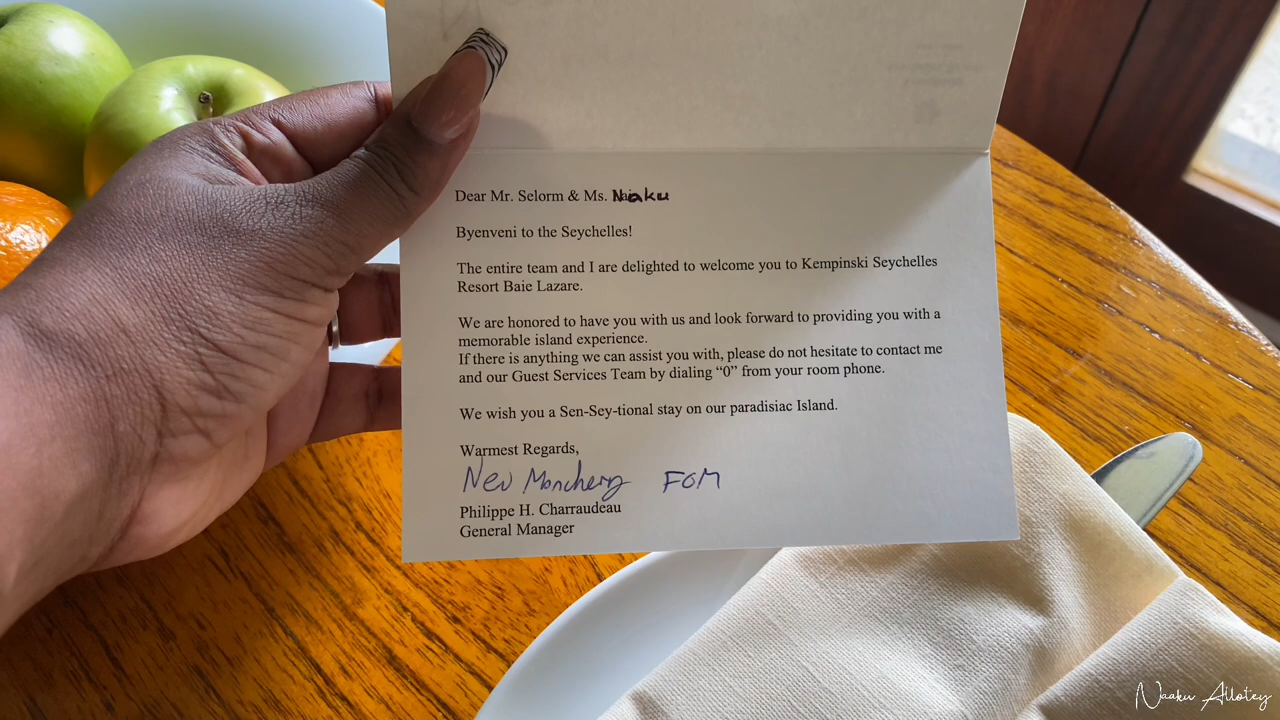 Dear Mr. Selorm & Ms. Naaku
Byenveni to the Seychelles!
The entire team and I are delighted to welcome you to Kempinski Seychelles
Resort Baie Lazare.
We are honored to have you with us and look forward to providing you with a
memorable island experience.
If there is anything we can assist you with, please do not hesitate to contact me
and our Guest Services Team by dialing “0” from your room phone.
We wish you a Sen-Sey-tional stay on our paradisiac Island.
Warmest Regards,
Nev Moncherry FOM
Philippe H. Charraudeau
General Manager
Naaku Allotey